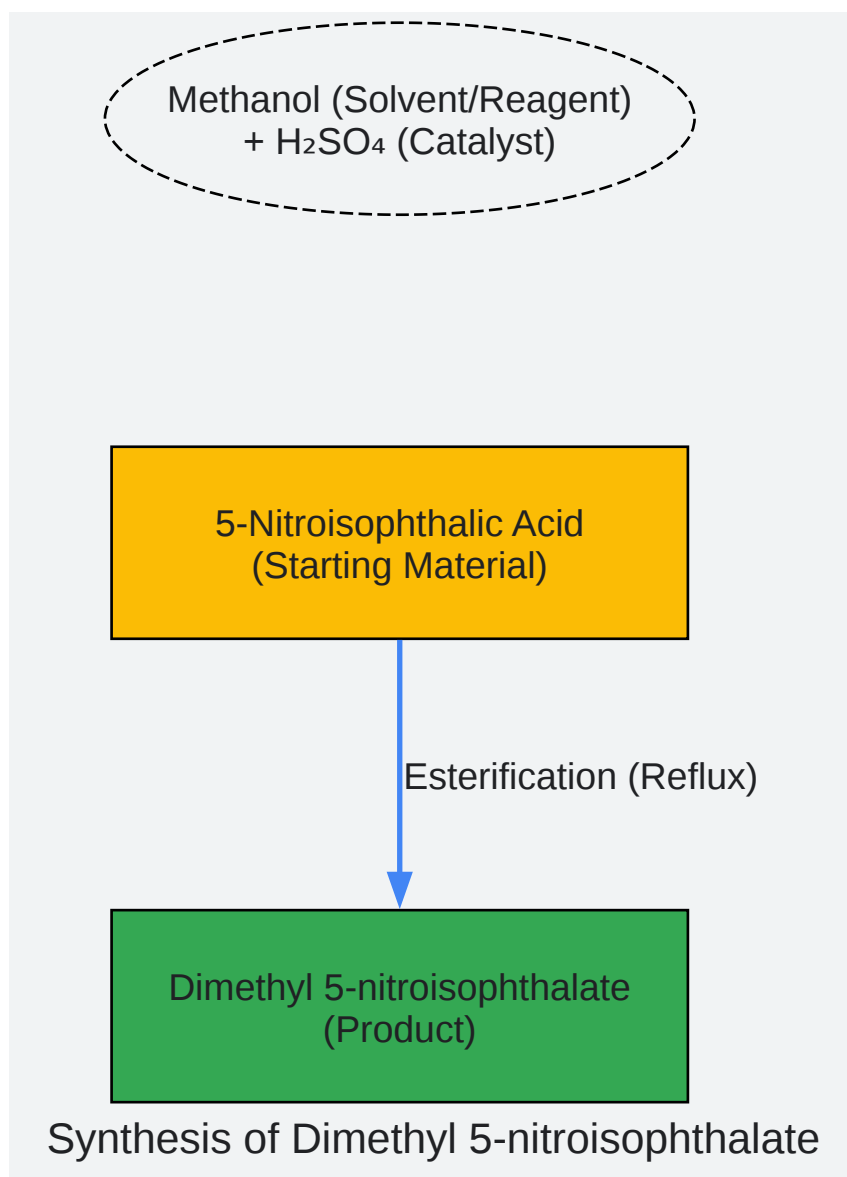 Methanol (Solvent/Reagent)
+ H₂SO₄ (Catalyst)
5-Nitroisophthalic Acid
(Starting Material)
Esterification (Reflux)
Dimethyl 5-nitroisophthalate
(Product)
Synthesis of Dimethyl 5-nitroisophthalate